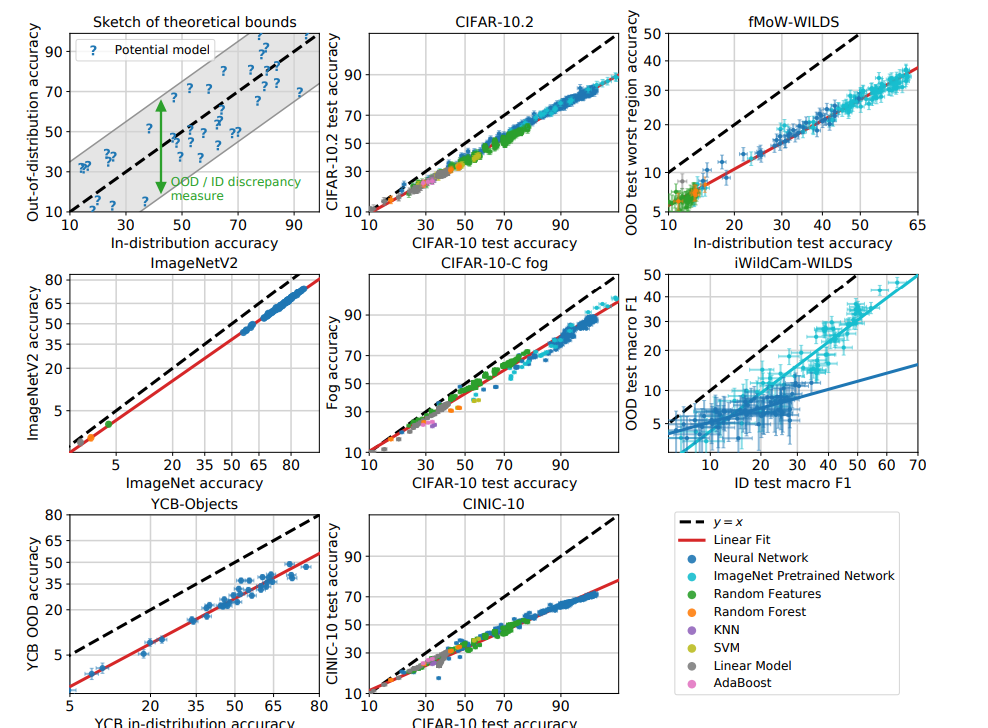 Sketch of theoretical bounds
Out-of-distribution accuracy
90
70
50
30
10
? Potential model
OOD / ID discrepancy
measure
10 30 50 70 90
In-distribution accuracy
CIFAR-10.2
CIFAR-10.2 test accuracy
90
70
50
30
10
10 30 50 70 90
CIFAR-10 test accuracy
fMoW-WILDS
OOD test worst region accuracy
50
40
30
20
10
5
10 20 30 40 50 65
In-distribution test accuracy
ImageNetV2
ImageNetV2 accuracy
80
65
50
35
20
5
5 20 35 50 65 80
ImageNet accuracy
CIFAR-10-C fog
Fog accuracy
90
70
50
30
10
10 30 50 70 90
CIFAR-10 test accuracy
iWildCam-WILDS
OOD test macro F1
50
40
30
20
10
5
10 20 30 40 50 70
ID test macro F1
YCB-Objects
YCB OOD accuracy
80
65
50
35
20
5
5 20 35 50 65 80
YCB in-distribution accuracy
CINIC-10
CINIC-10 test accuracy
90
70
50
30
10
10 30 50 70 90
CIFAR-10 test accuracy
y = x
Linear Fit
Neural Network
ImageNet Pretrained Network
Random Features
Random Forest
KNN
SVM
Linear Model
AdaBoost